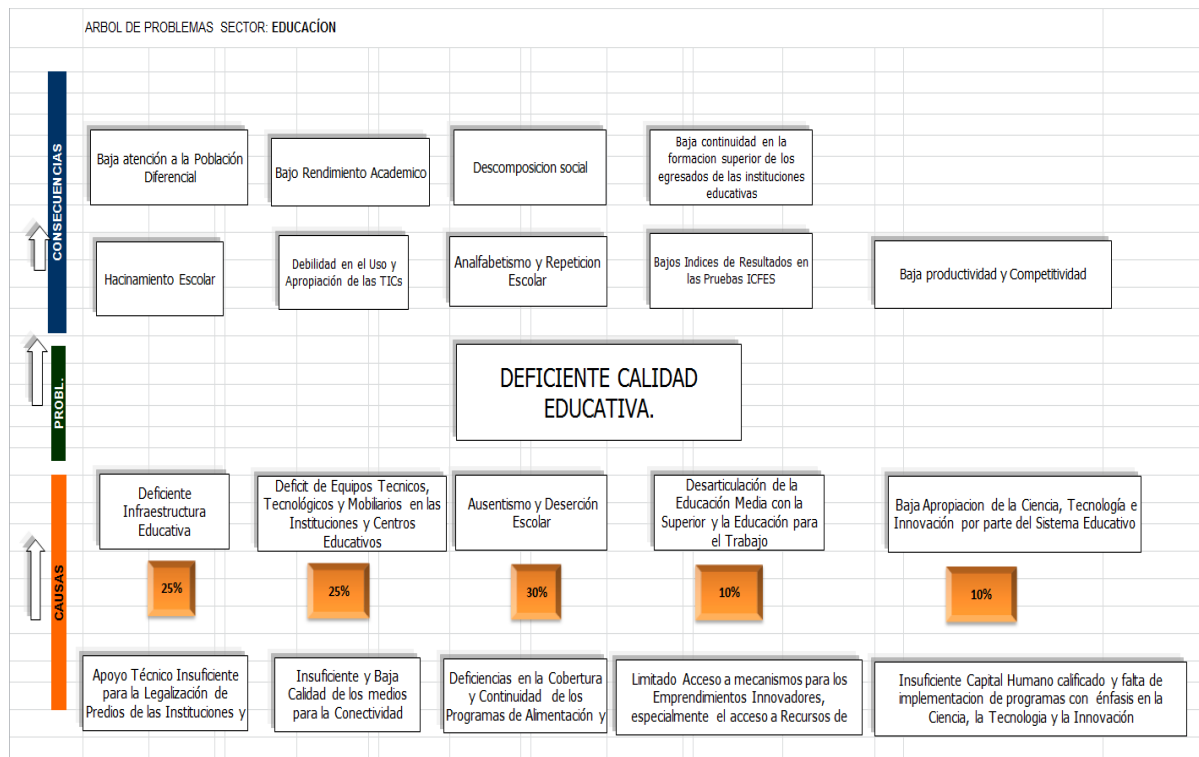 ARBOL DE PROBLEMAS SECTOR: EDUCACÍON
CONSECUENCIAS
Baja atención a la Población
Diferencial
Bajo Rendimiento Academico
Descomposicion social
Baja continuidad en la
formacion superior de los
egresados de las instituciones
educativas
Hacinamiento Escolar
Debilidad en el Uso y
Apropiación de las TICs
Analfabetismo y Repeticion
Escolar
Bajos Indices de Resultados en
las Pruebas ICFES
Baja productividad y Competitividad
PROBL.
DEFICIENTE CALIDAD
EDUCATIVA.
CAUSAS
Deficiente
Infraestructura
Educativa
Deficit de Equipos Tecnicos,
Tecnológicos y Mobiliarios en las
Instituciones y Centros
Educativos
Ausentismo y Deserción
Escolar
Desarticulación de la
Educación Media con la
Superior y la Educación para
el Trabajo
Baja Apropiacion de la Ciencia, Tecnología e
Innovación por parte del Sistema Educativo
25%
25%
30%
10%
10%
Apoyo Técnico Insuficiente
para la Legalización de
Predios de las Instituciones y
Insuficiente y Baja
Calidad de los medios
para la Conectividad
Deficiencias en la Cobertura
y Continuidad de los
Programas de Alimentación y
Limitado Acceso a mecanismos para los
Emprendimientos Innovadores,
especialmente el acceso a Recursos de
Insuficiente Capital Humano calificado y falta de
implementacion de programas con énfasis en la
Ciencia, la Tecnologia y la Innovación